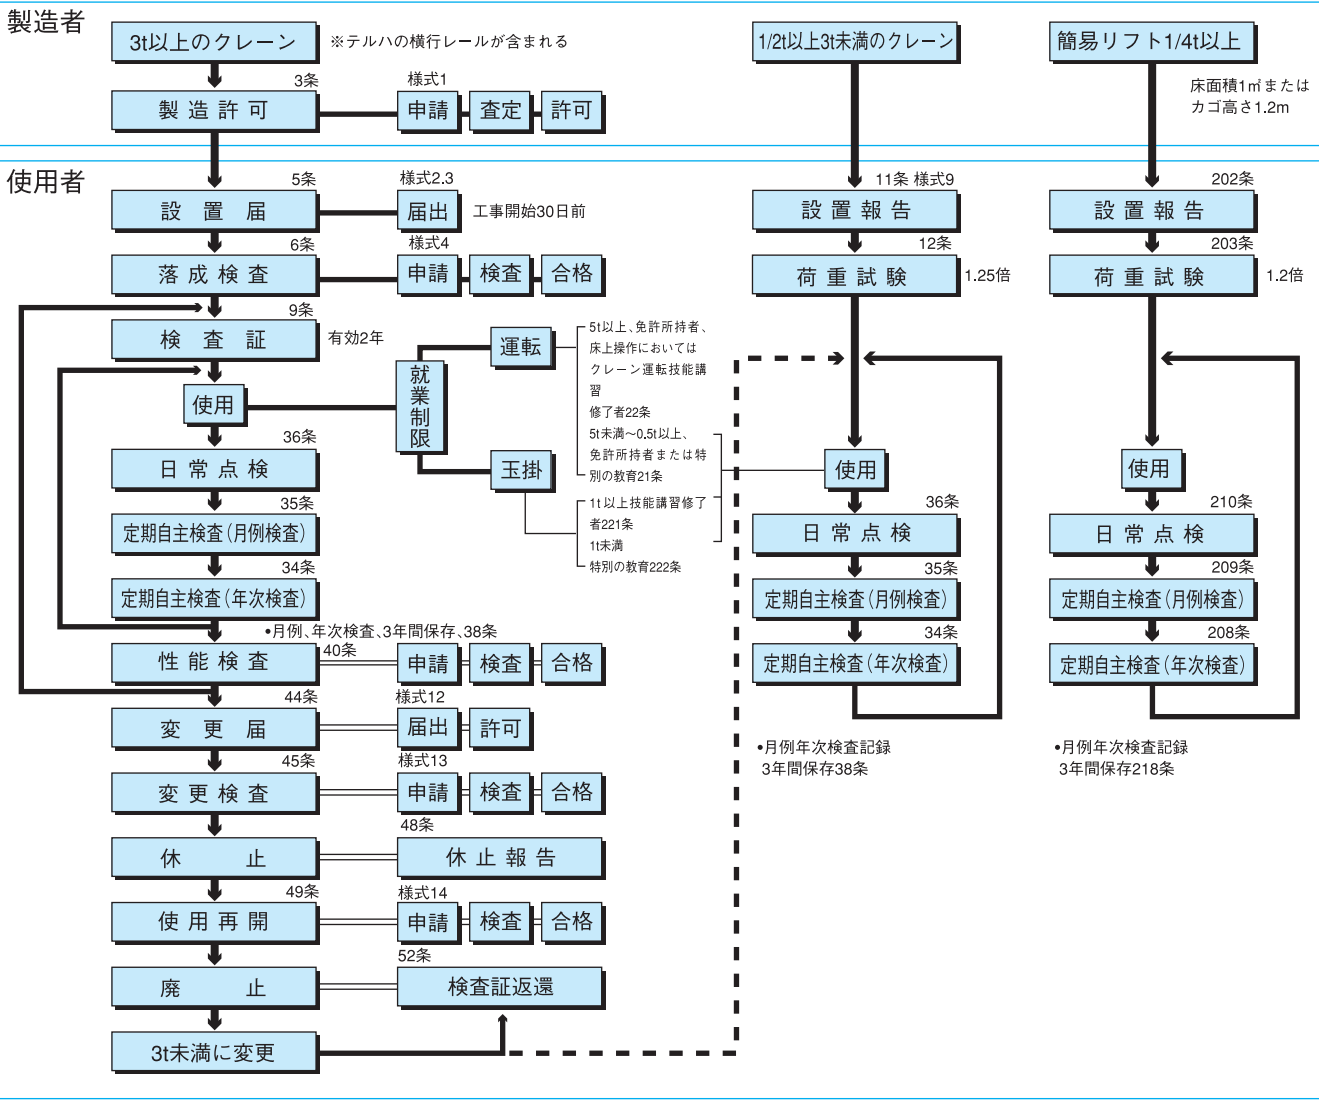 製造者
3t以上のクレーン
※テルハの横行レールが含まれる
3条
製造許可
様式1
申請
査定
許可
使用者
5条
設置届
様式2.3
届出
工事開始30日前
6条
落成検査
様式4
申請
検査
合格
9条
検査証
有効2年
使用
就業制限
運転
5t以上、免許所持者、
床上操作においては
クレーン運転技能講
習
修了者22条
5t未満～0.5t以上、
免許所持者または特
別の教育21条
玉掛
1t以上技能講習修了
者221条
1t未満
特別の教育222条
36条
日常点検
35条
定期自主検査(月例検査)
34条
定期自主検査(年次検査)
•月例、年次検査、3年間保存、38条
40条
性能検査
申請
検査
合格
44条
変更届
様式12
届出
許可
45条
変更検査
様式13
申請
検査
合格
休止
48条
休止報告
49条
使用再開
様式14
申請
検査
合格
廃止
52条
検査証返還
3t未満に変更
1/2t以上3t未満のクレーン
11条 様式9
設置報告
12条
荷重試験
1.25倍
使用
36条
日常点検
35条
定期自主検査(月例検査)
34条
定期自主検査(年次検査)
•月例年次検査記録
3年間保存38条
簡易リフト1/4t以上
床面積1㎡または
カゴ高さ1.2m
202条
設置報告
203条
荷重試験
1.2倍
使用
210条
日常点検
209条
定期自主検査(月例検査)
208条
定期自主検査(年次検査)
•月例年次検査記録
3年間保存218条